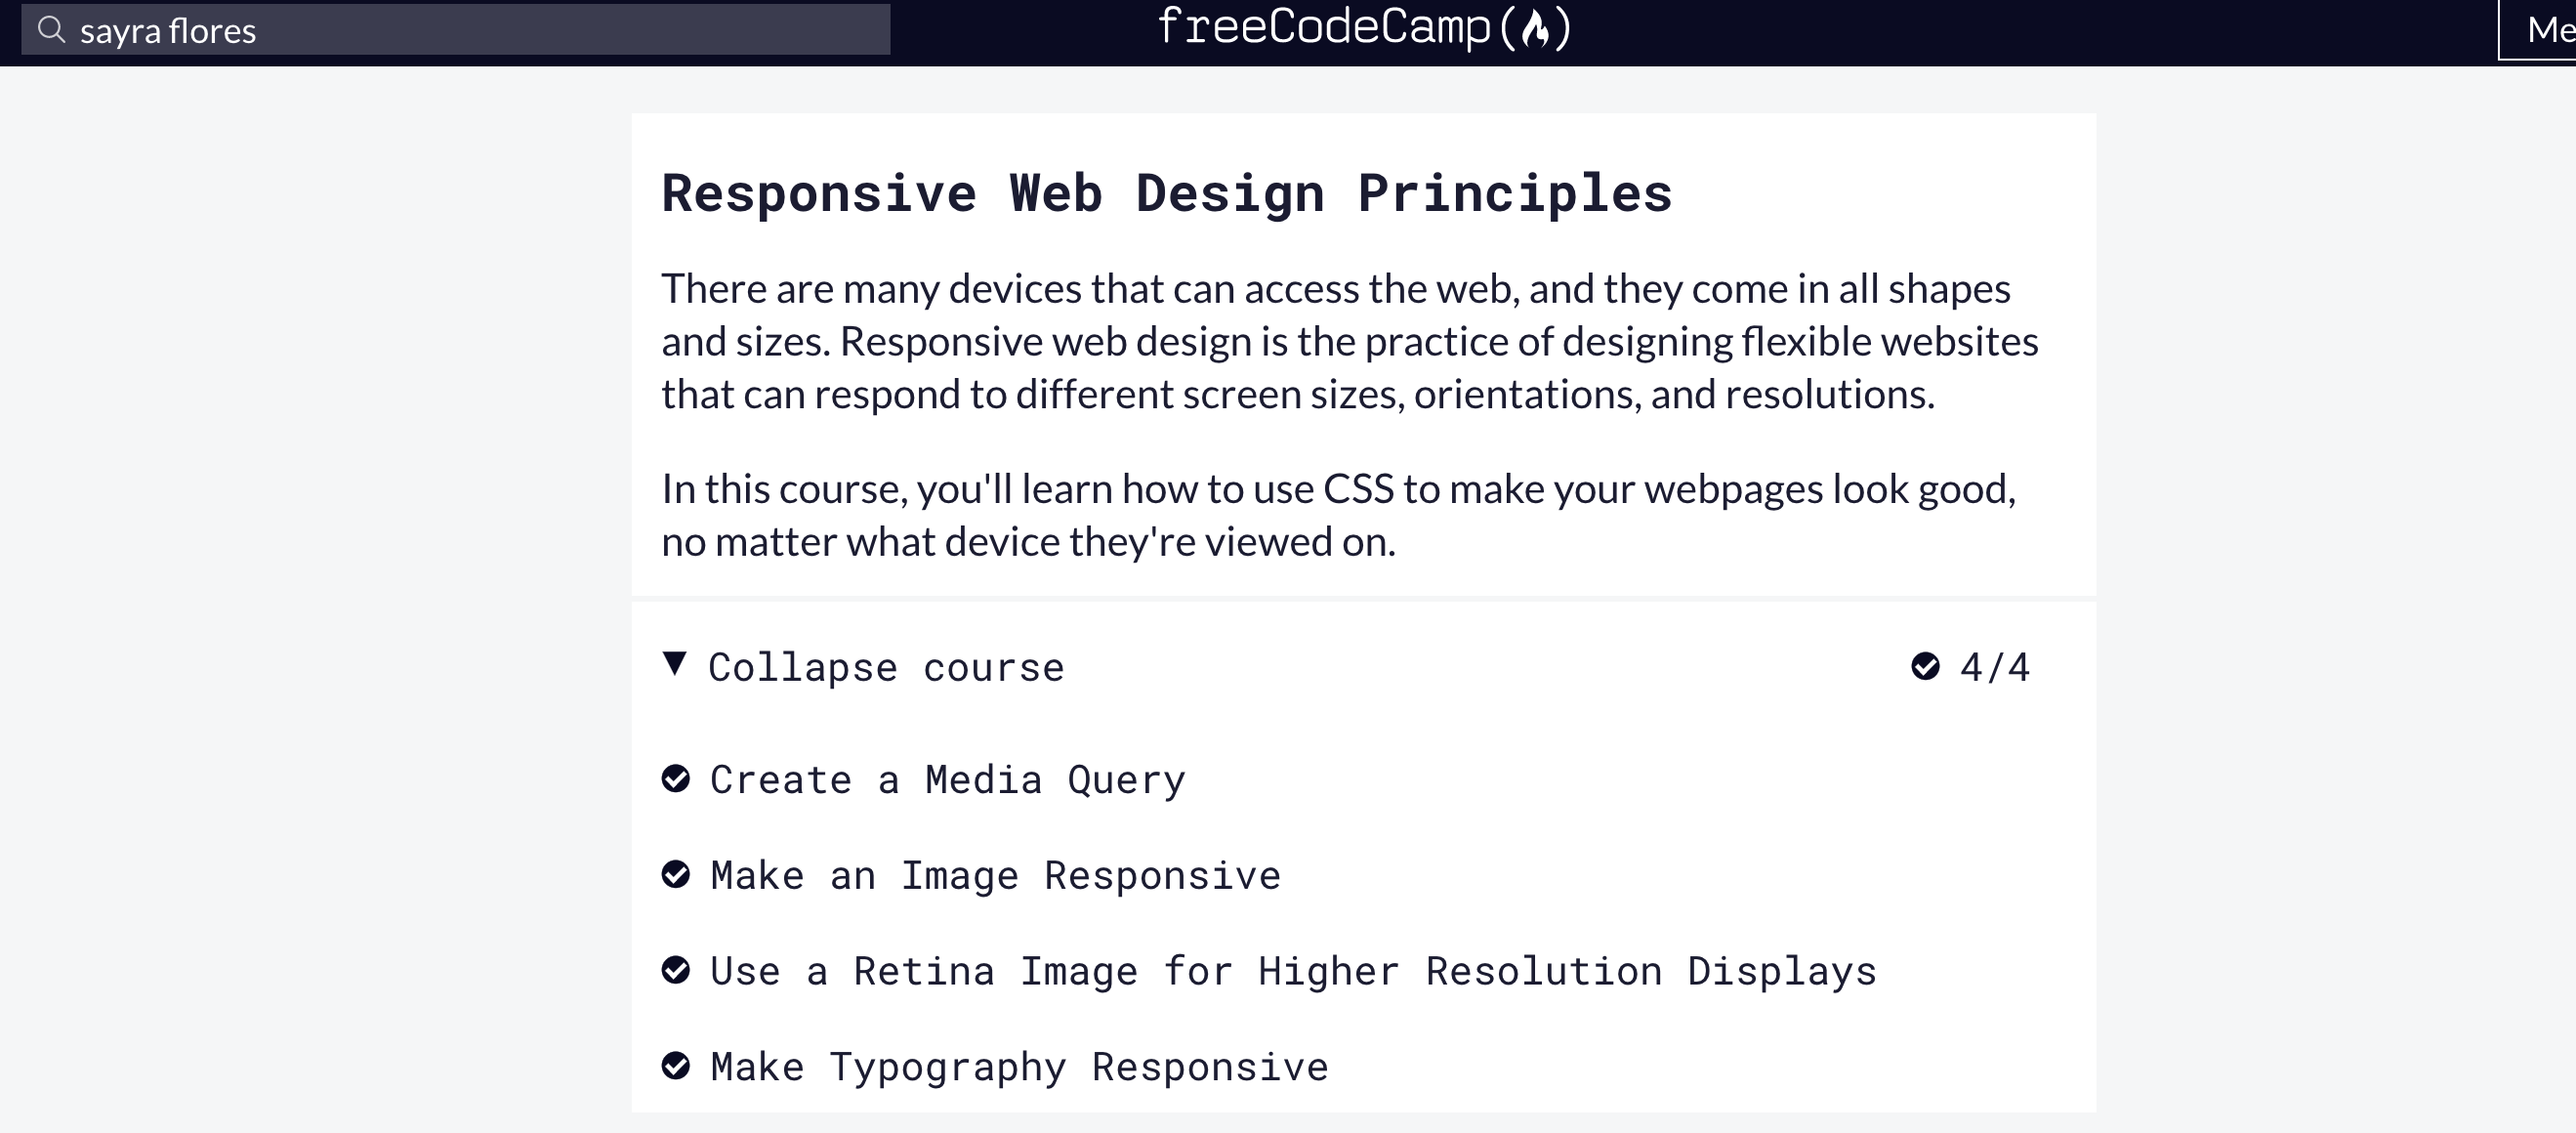 sayra flores
freeCodeCamp
Me
Responsive Web Design Principles
There are many devices that can access the web, and they come in all shapes
and sizes. Responsive web design is the practice of designing flexible websites
that can respond to different screen sizes, orientations, and resolutions.
In this course, you'll learn how to use CSS to make your webpages look good,
no matter what device they're viewed on.
Collapse course 4/4
Create a Media Query
Make an Image Responsive
Use a Retina Image for Higher Resolution Displays
Make Typography Responsive